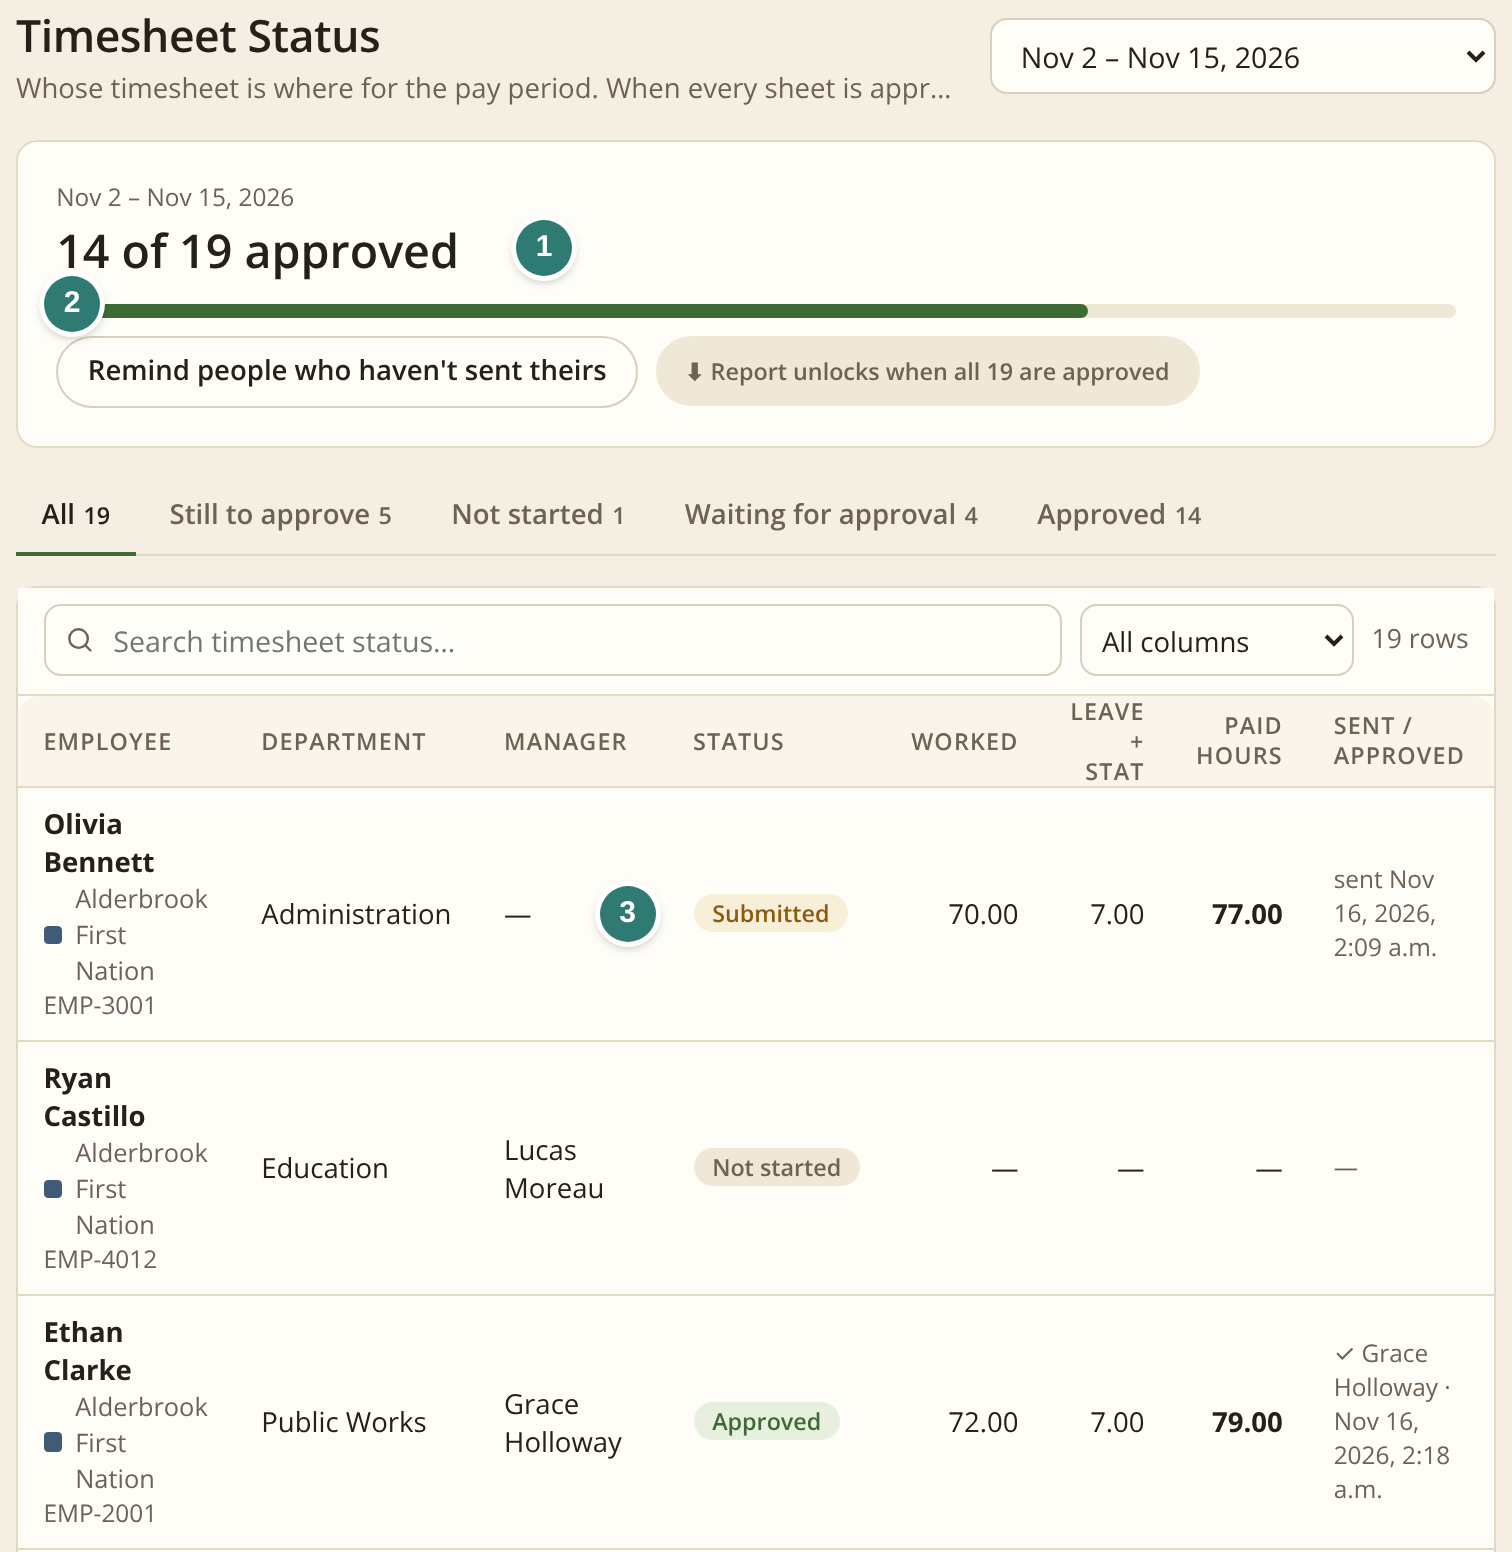 Timesheet Status
Whose timesheet is where for the pay period. When every sheet is appr...
Nov 2 – Nov 15, 2026
Nov 2 – Nov 15, 2026
14 of 19 approved
1
2
Remind people who haven't sent theirs
⬇ Report unlocks when all 19 are approved
All 19
Still to approve 5
Not started 1
Waiting for approval 4
Approved 14
Search timesheet status...
All columns
19 rows
EMPLOYEE
DEPARTMENT
MANAGER
STATUS
WORKED
LEAVE
+
STAT
PAID
HOURS
SENT /
APPROVED
Olivia
Bennett
Alderbrook
First
Nation
EMP-3001
Administration
—
3
Submitted
70.00
7.00
77.00
sent Nov
16, 2026,
2:09 a.m.
Ryan
Castillo
Alderbrook
First
Nation
EMP-4012
Education
Lucas
Moreau
Not started
—
—
—
—
Ethan
Clarke
Alderbrook
First
Nation
EMP-2001
Public Works
Grace
Holloway
Approved
72.00
7.00
79.00
✓ Grace
Holloway ·
Nov 16,
2026, 2:18
a.m.